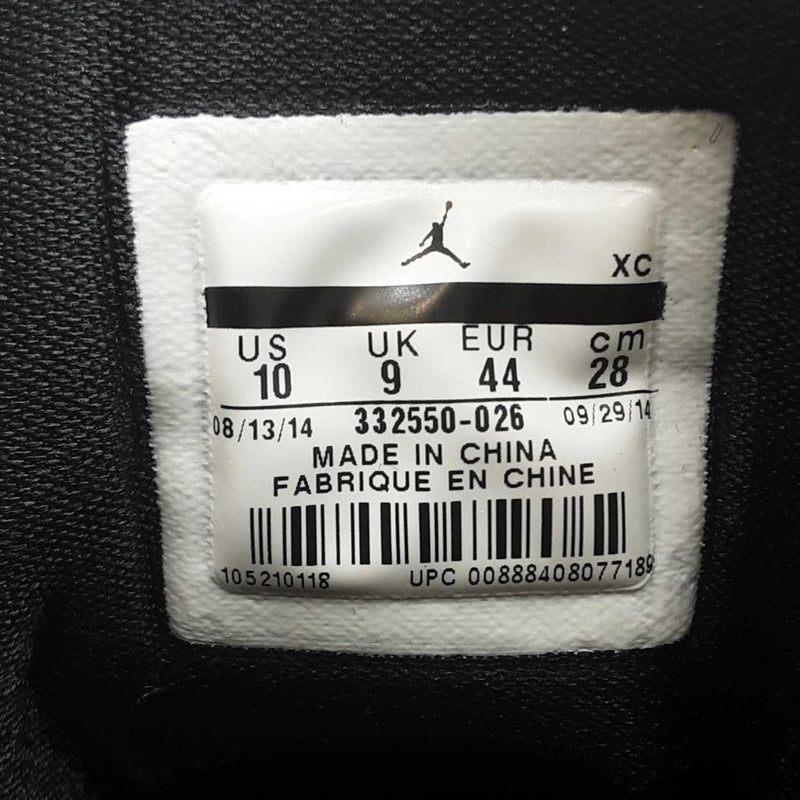 XC
US UK EUR cm
10 9 44 28
08/13/14 332550-026 09/29/14
MADE IN CHINA
FABRIQUE EN CHINE
105210118 UPC 00888408077189